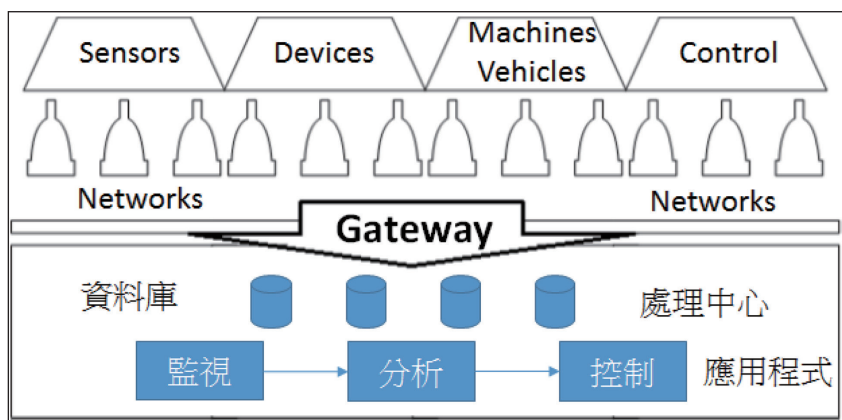 Sensors
Devices
Machines
Vehicles
Control
Networks
Networks
Gateway
資料庫
處理中心
監視
分析
控制
應用程式